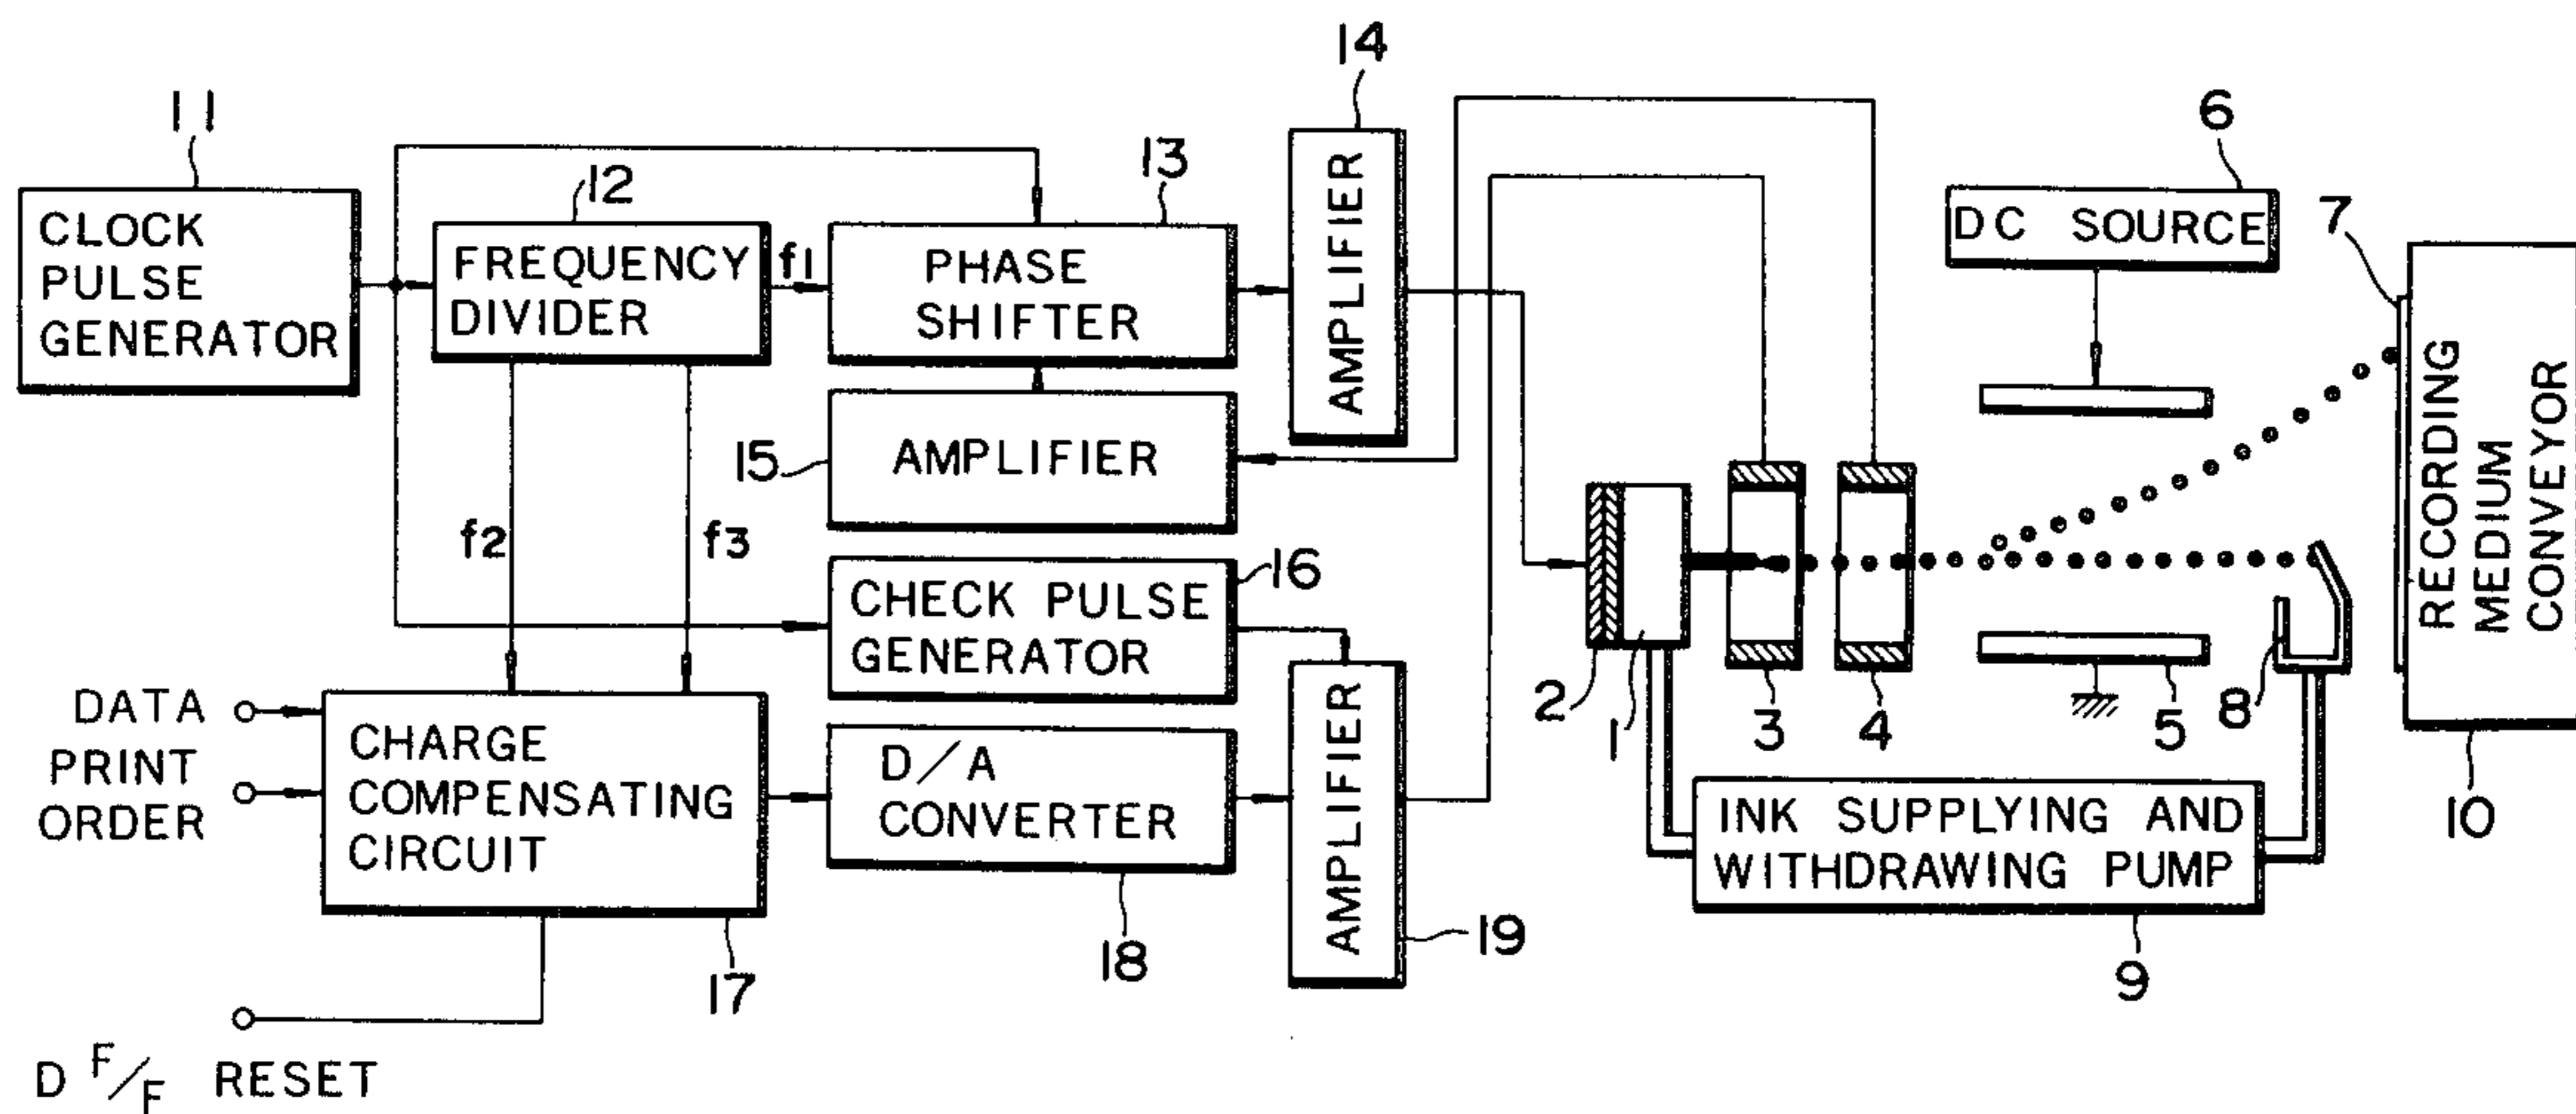 11
CLOCK
PULSE
GENERATOR
12
FREQUENCY
DIVIDER
f1
f2
f3
13
PHASE
SHIFTER
14
AMPLIFIER
15
AMPLIFIER
16
CHECK PULSE
GENERATOR
DATA
PRINT
ORDER
CHARGE
COMPENSATING
CIRCUIT
17
D F/F RESET
D/A
CONVERTER
18
AMPLIFIER
19
2
1
3
4
5
6
DC SOURCE
7
8
INK SUPPLYING AND
WITHDRAWING PUMP
9
RECORDING
MEDIUM
CONVEYOR
10